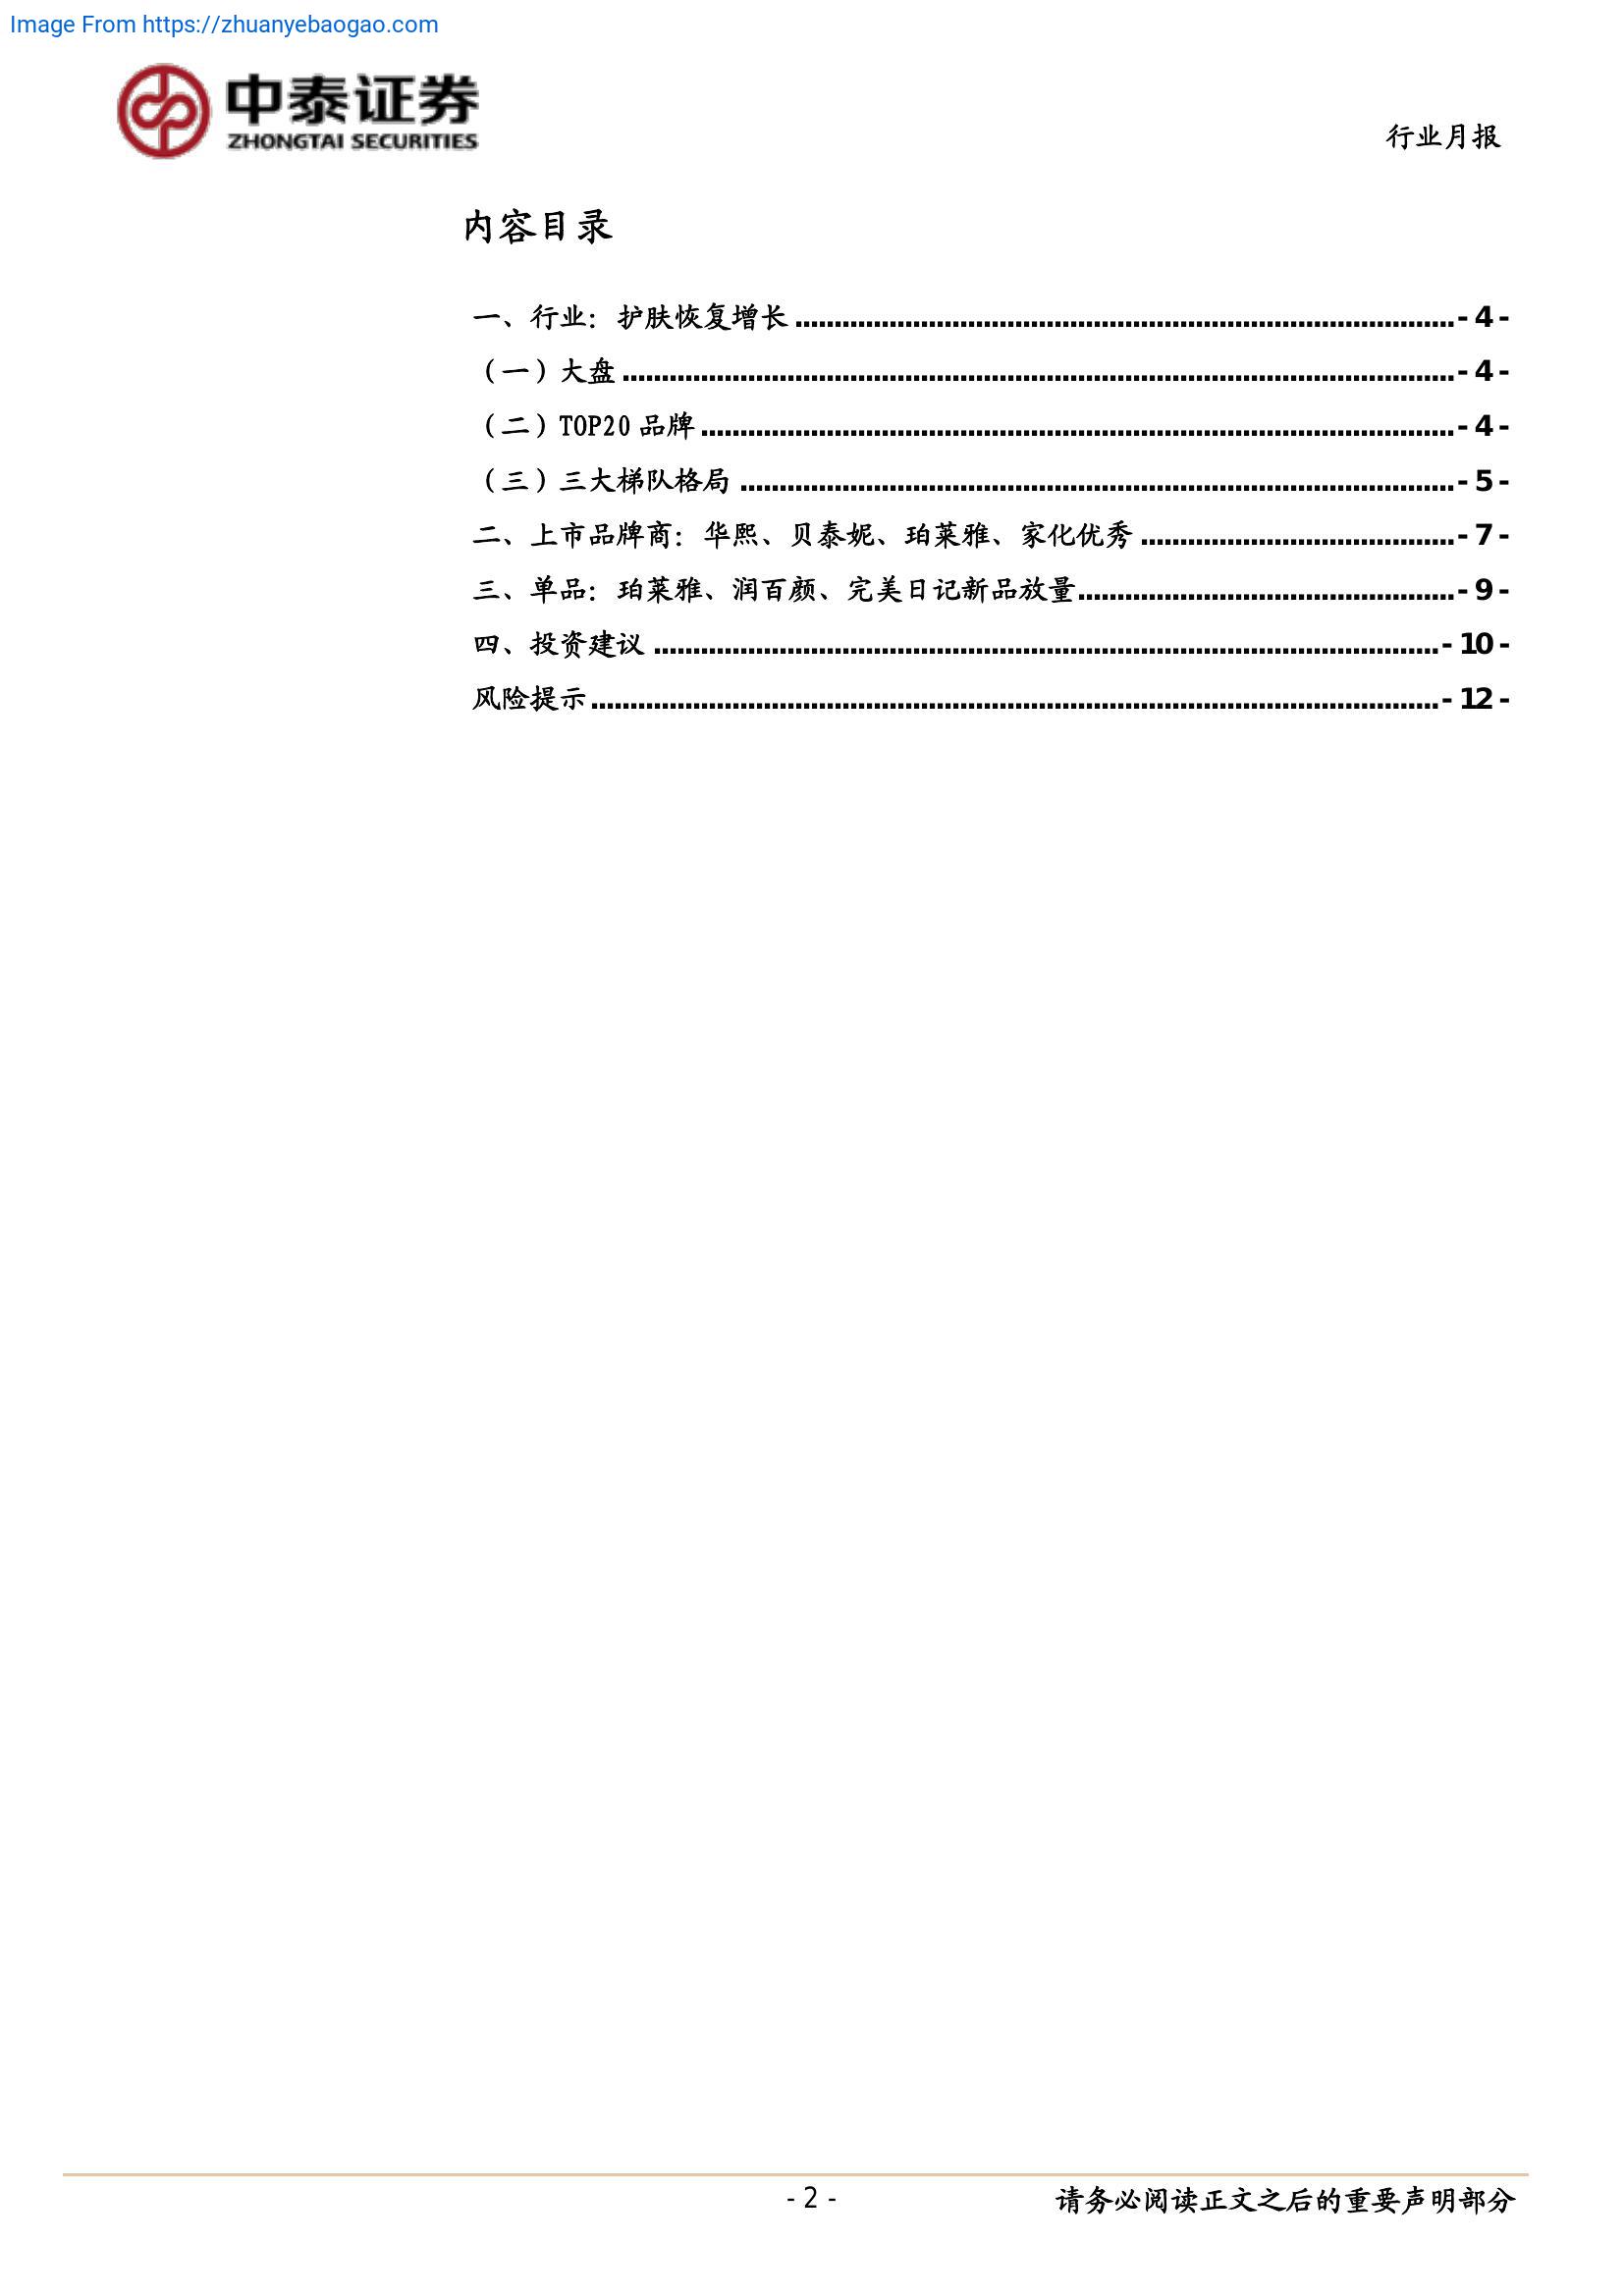 Image From https://zhuanyebaogao.com
中泰证券
ZHONGTAI SECURITIES
行业月报
内容目录
一、行业：护肤恢复增长 ........ - 4 -
（一）大盘 ........ - 4 -
（二）TOP20 品牌 ........ - 4 -
（三）三大梯队格局 ........ - 5 -
二、上市品牌商：华熙、贝泰妮、珀莱雅、家化优秀 ........ - 7 -
三、单品：珀莱雅、润百颜、完美日记新品放量 ........ - 9 -
四、投资建议 ........ - 10 -
风险提示 ........ - 12 -
- 2 -
请务必阅读正文之后的重要声明部分